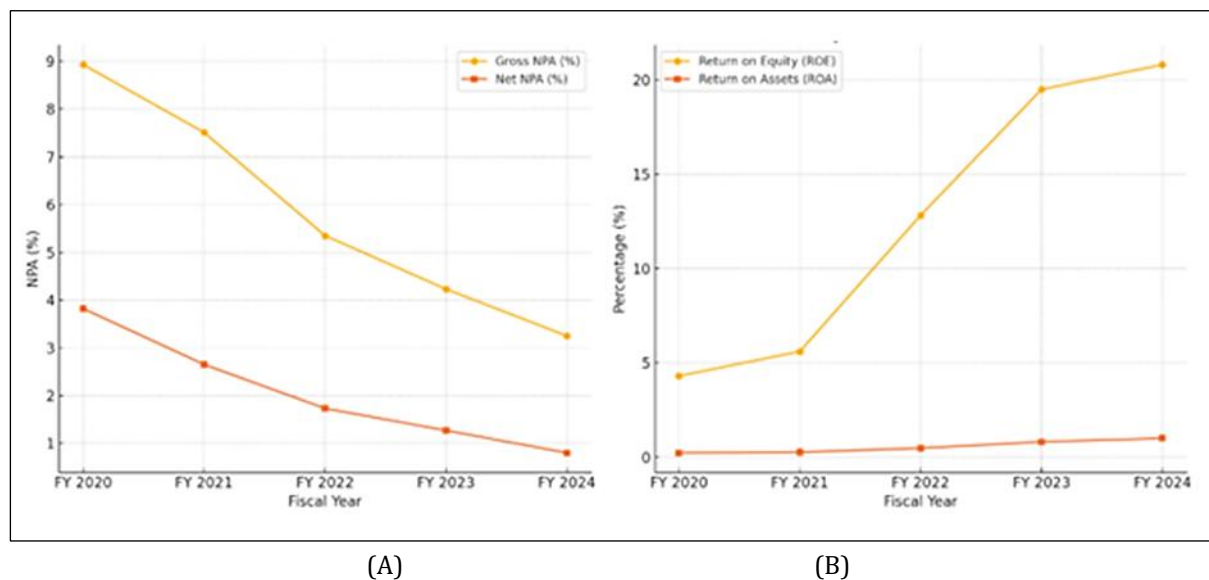 9
8
7
6
5
4
3
2
1
NPA (%)
Gross NPA (%)
Net NPA (%)
FY 2020 FY 2021 FY 2022 FY 2023 FY 2024
Fiscal Year
20
15
10
5
0
Percentage (%)
Return on Equity (ROE)
Return on Assets (ROA)
FY 2020 FY 2021 FY 2022 FY 2023 FY 2024
Fiscal Year
(A) (B)